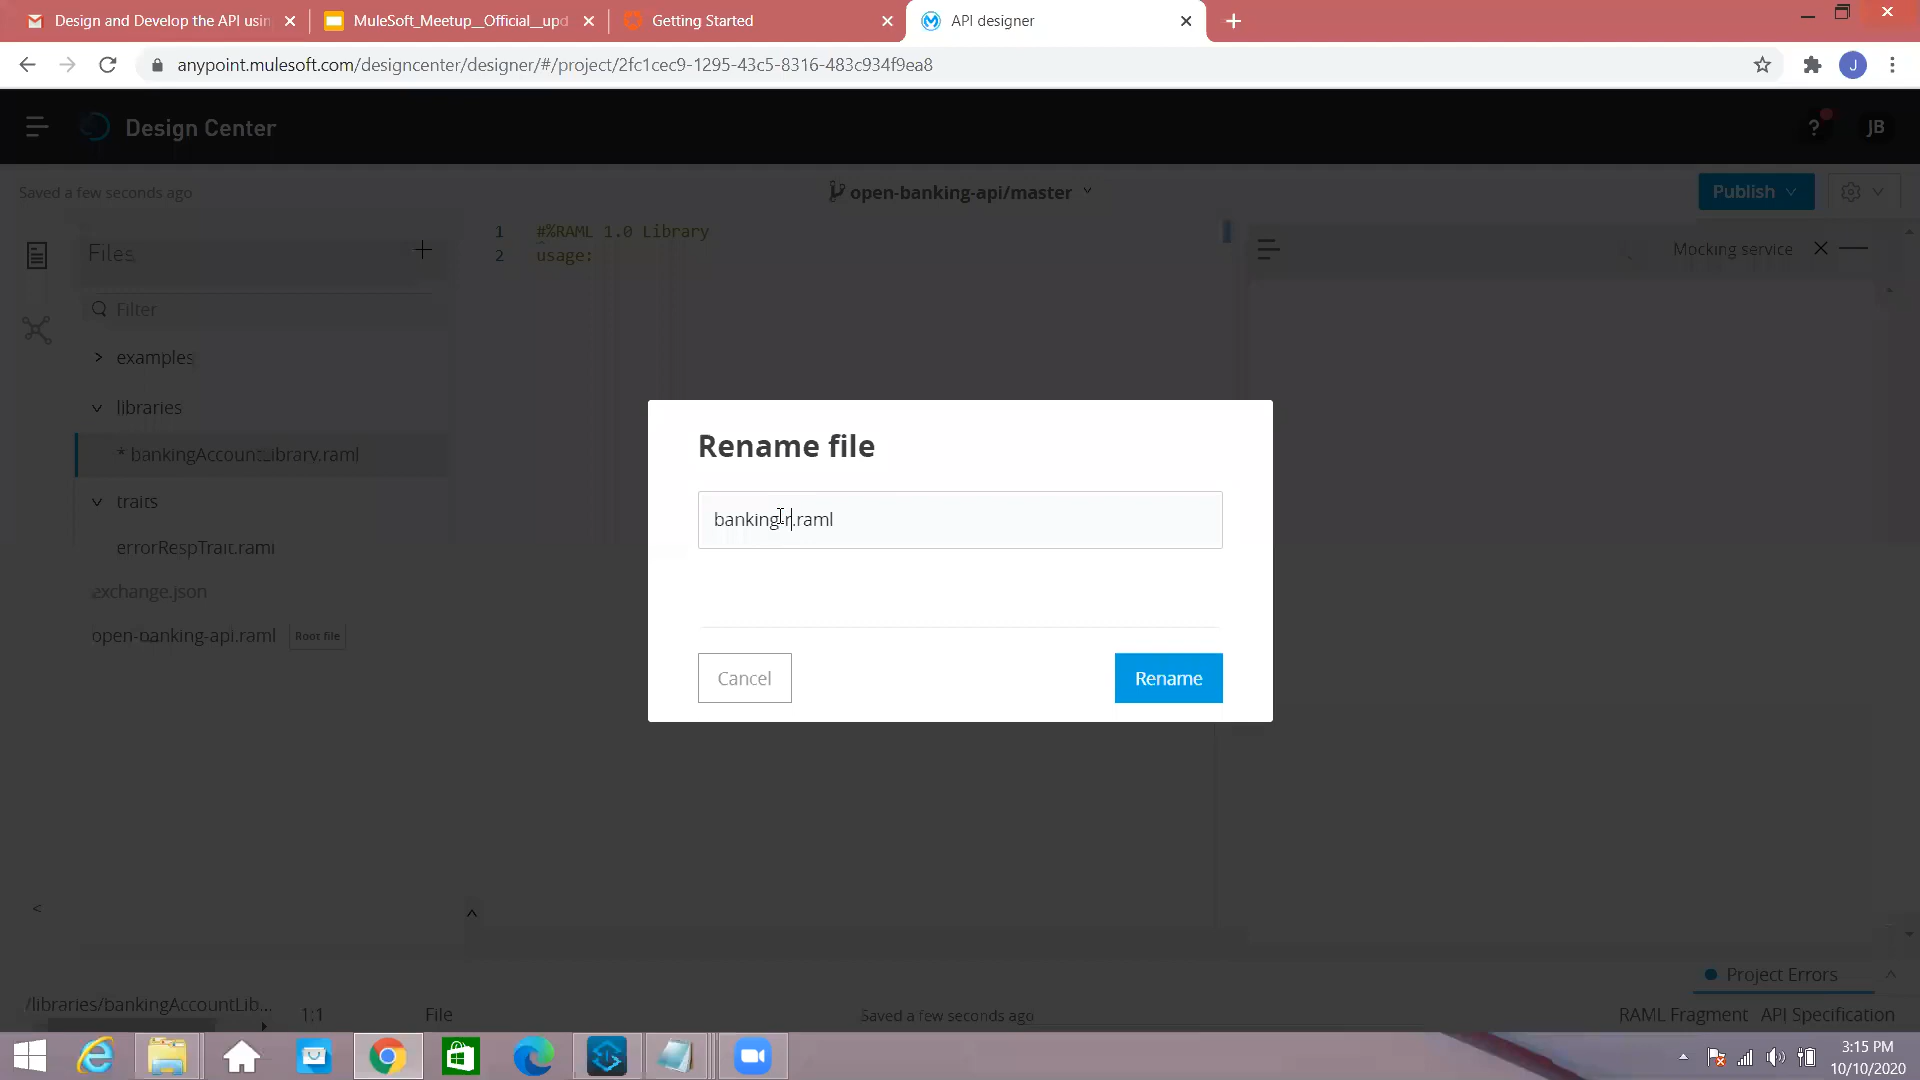 Design and Develop the API usin
MuleSoft_Meetup__Official__upd
Getting Started
API designer
anypoint.mulesoft.com/designcenter/designer/#/project/2fc1cec9-1295-43c5-8316-483c934f9ea8
J
Design Center
?
JB
Saved a few seconds ago
open-banking-api/master
Publish
Files
1 #%RAML 1.0 Library
2 usage:
Mocking service
Filter
examples
libraries
* bankingAccountLibrary.raml
traits
errorRespTrait.raml
exchange.json
open-banking-api.raml Root file
Rename file
banking-r.raml
Cancel
Rename
Project Errors
/libraries/bankingAccountLib...
1:1
File
Saved a few seconds ago
RAML Fragment
API Specification
3:15 PM
10/10/2020